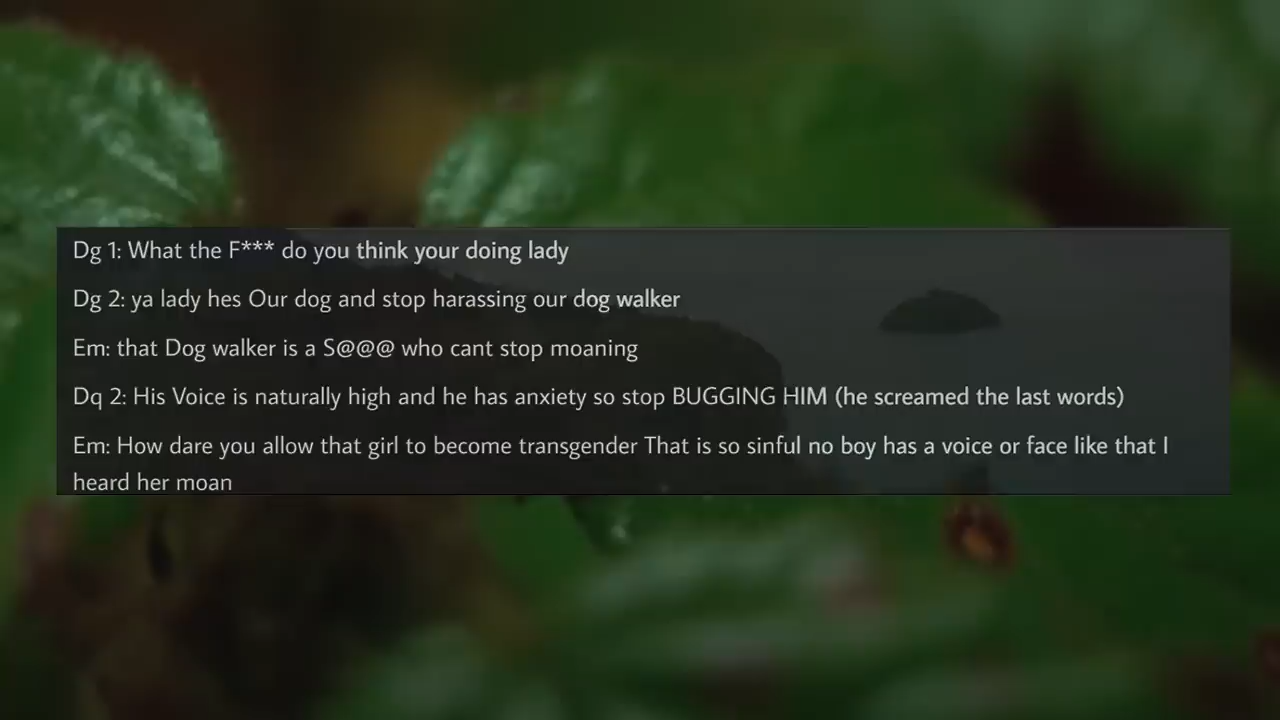 Dg 1: What the F*** do you think your doing lady
Dg 2: ya lady hes Our dog and stop harassing our dog walker
Em: that Dog walker is a S@@@ who cant stop moaning
Dq 2: His Voice is naturally high and he has anxiety so stop BUGGING HIM (he screamed the last words)
Em: How dare you allow that girl to become transgender That is so sinful no boy has a voice or face like that I
heard her moan